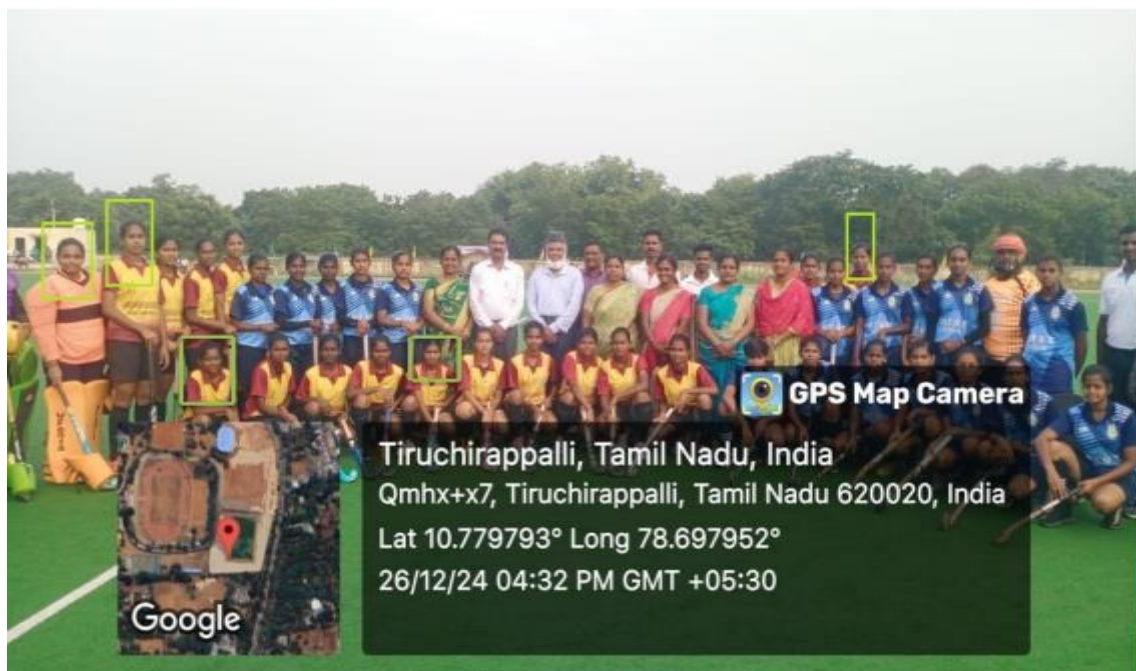 GPS Map Camera
Tiruchirappalli, Tamil Nadu, India
Qmhx+x7, Tiruchirappalli, Tamil Nadu 620020, India
Lat 10.779793° Long 78.697952°
26/12/24 04:32 PM GMT +05:30
Google